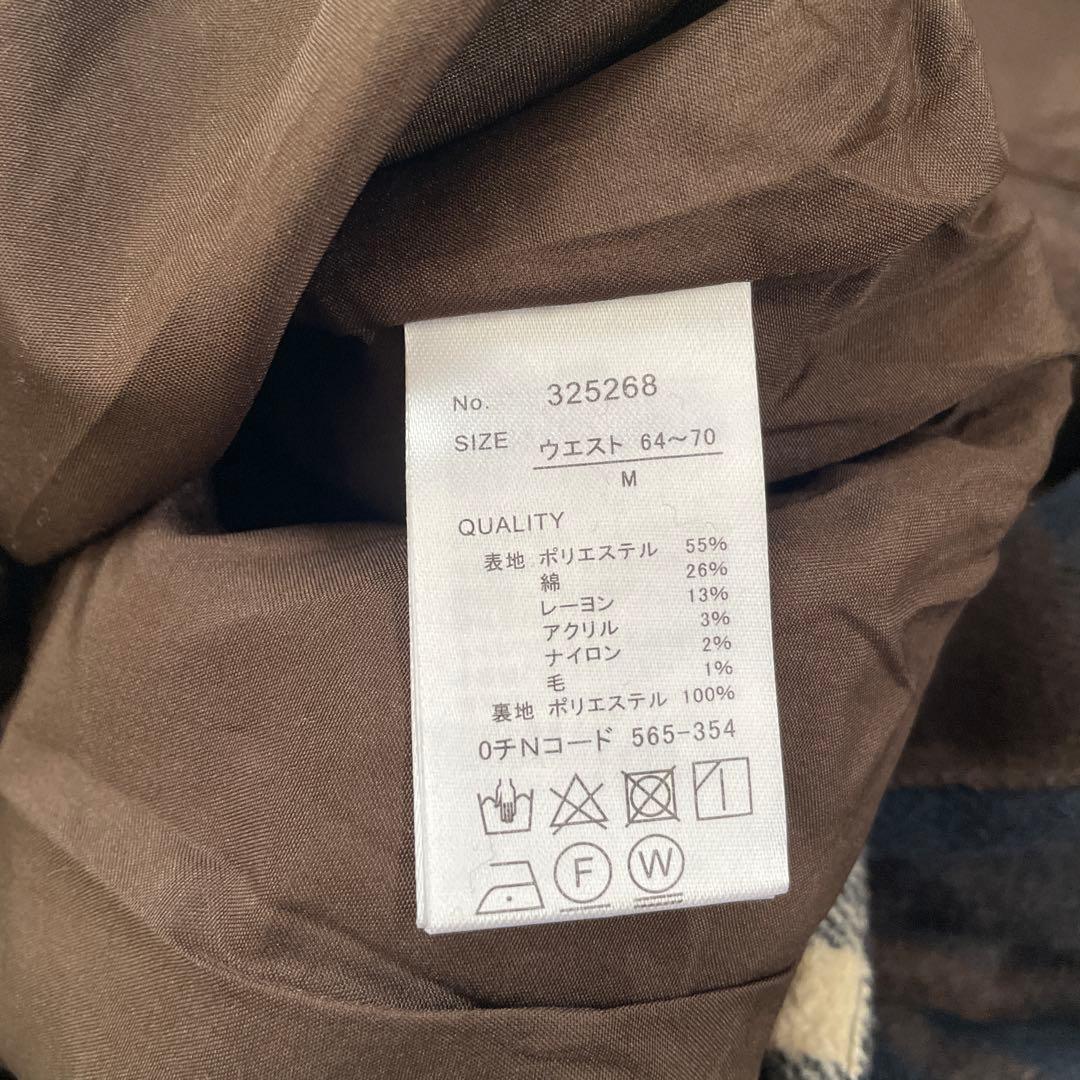 No. 325268
SIZE ウエスト 64～70
M
QUALITY
表地 ポリエステル 55%
綿 26%
レーヨン 13%
アクリル 3%
ナイロン 2%
毛 1%
裏地 ポリエステル 100%
0チNコード 565-354
F W